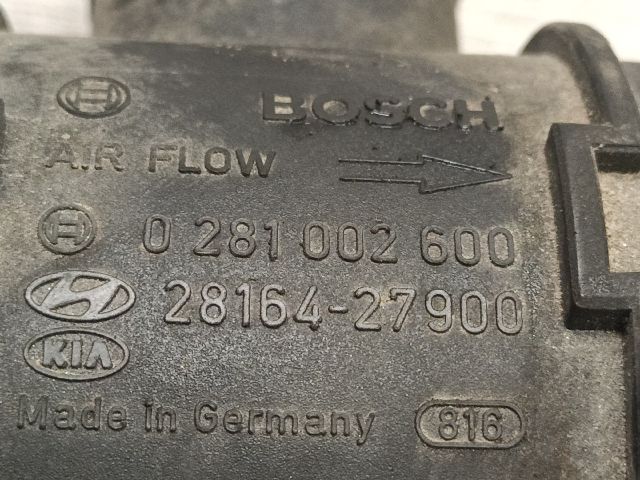 BOSCH
AIR FLOW
0 281 002 600
28164-27900
KIA
Made in Germany 816